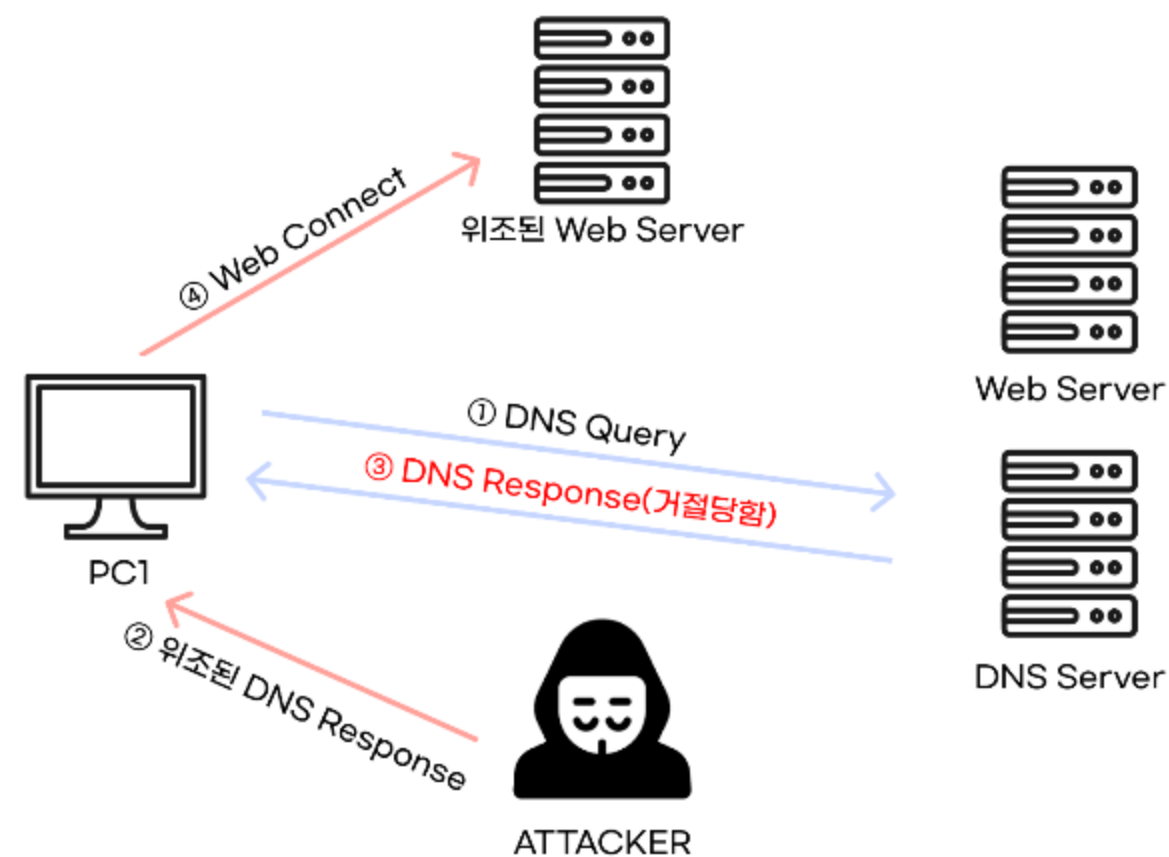 위조된 Web Server
④ Web Connect
Web Server
① DNS Query
③ DNS Response(거절당함)
PC1
② 위조된 DNS Response
DNS Server
ATTACKER